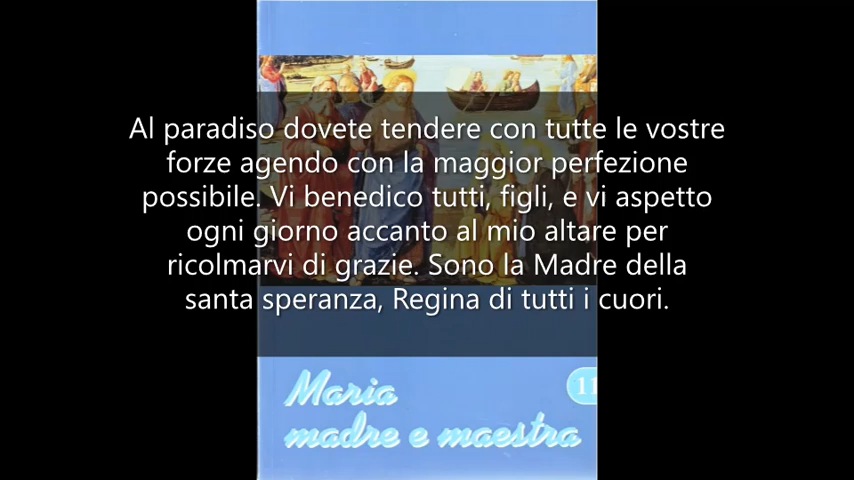 Al paradiso dovete tendere con tutte le vostre
forze agendo con la maggior perfezione
possibile. Vi benedico tutti, figli, e vi aspetto
ogni giorno accanto al mio altare per
ricolmarvi di grazie. Sono la Madre della
santa speranza, Regina di tutti i cuori.
Maria
11
madre e maestra